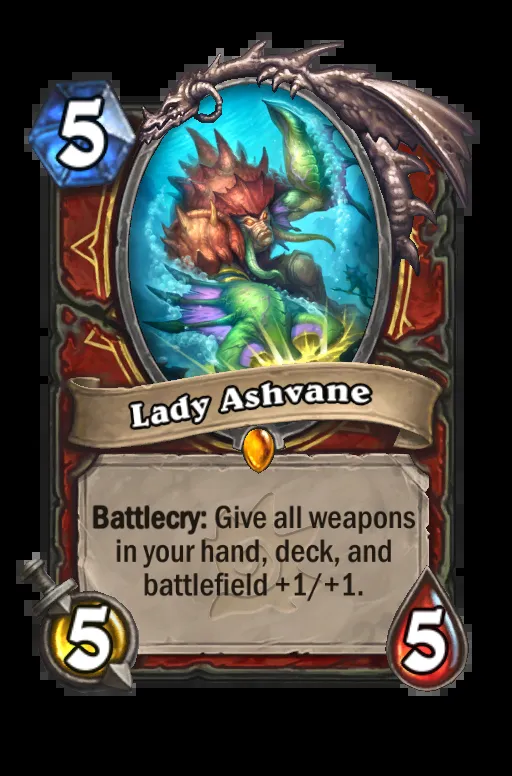 5
Lady Ashvane
Battlecry: Give all weapons
in your hand, deck, and
battlefield +1/+1.
5
5